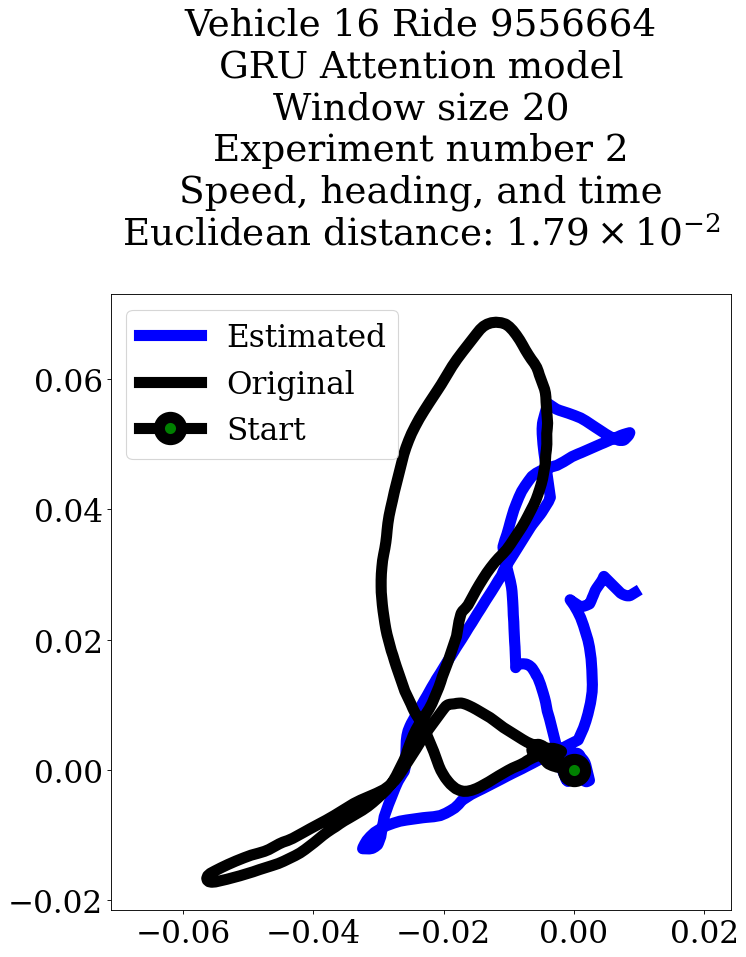 Vehicle 16 Ride 9556664
GRU Attention model
Window size 20
Experiment number 2
Speed, heading, and time
Euclidean distance: 1.79 × 10⁻²
Estimated
Original
Start
0.06
0.04
0.02
0.00
−0.02
−0.06
−0.04
−0.02
0.00
0.02